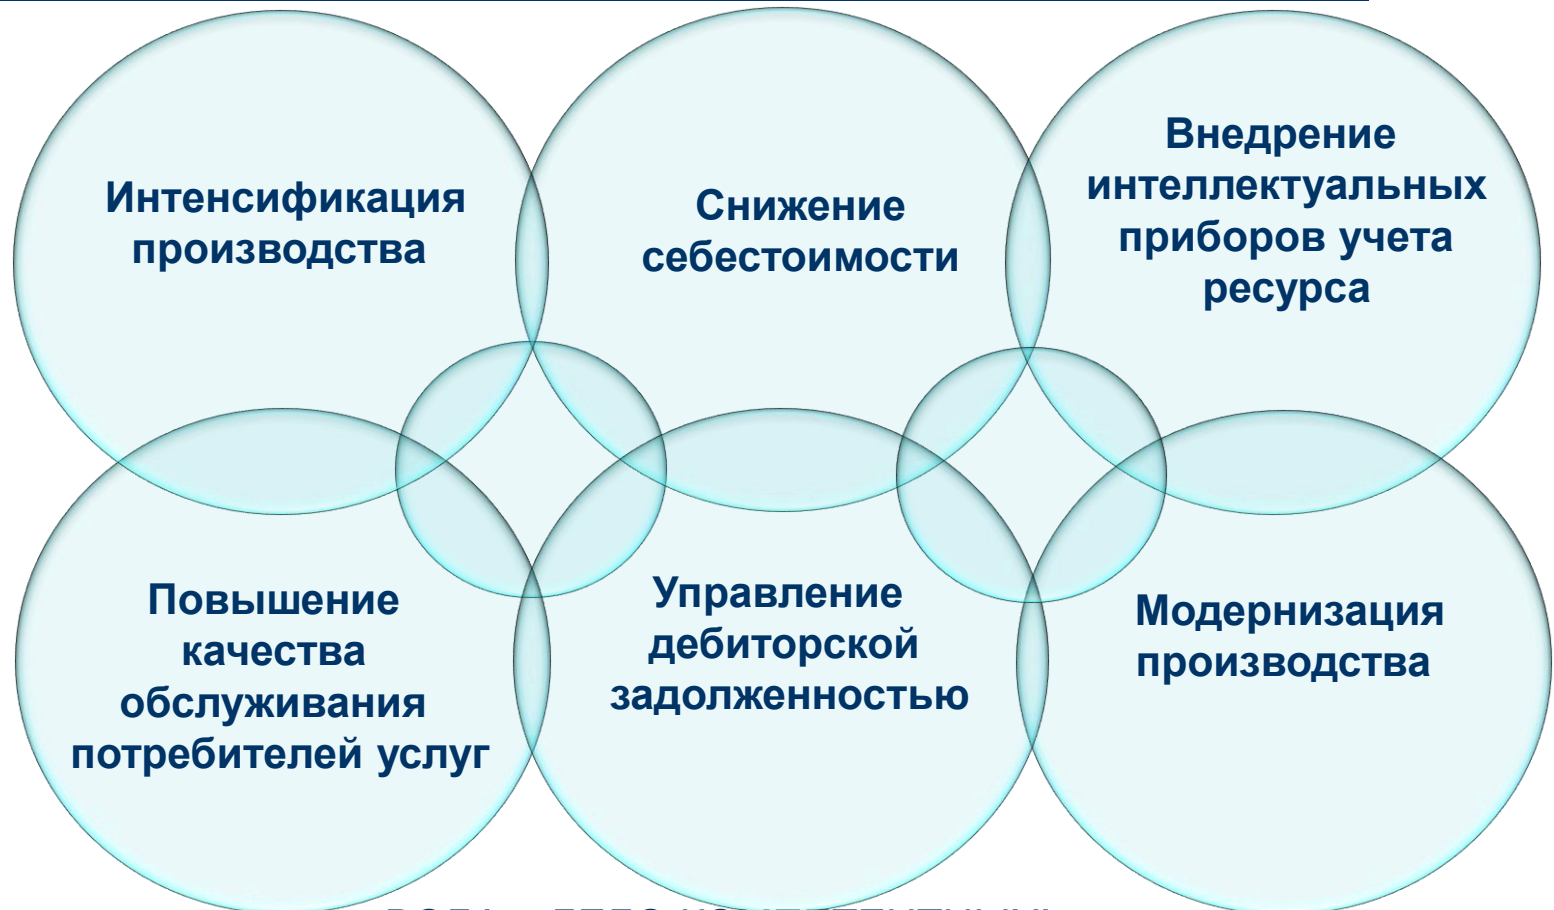 Интенсификация
производства
Снижение
себестоимости
Внедрение
интеллектуальных
приборов учета
ресурса
Повышение
качества
обслуживания
потребителей услуг
Управление
дебиторской
задолженностью
Модернизация
производства